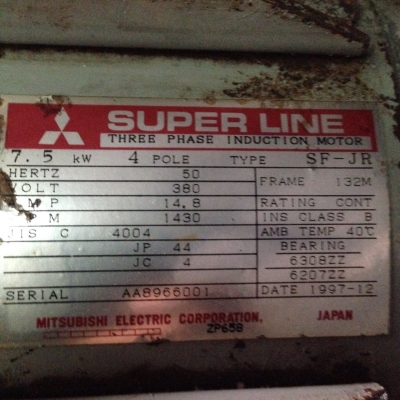 SUPER LINE
THREE PHASE INDUCTION MOTOR
7.5 kW 4 POLE TYPE SF-JR
HERTZ 50
FRAME 132M
VOLT 380
MP 14.8
RATING CONT
PM 1430
INS CLASS B
JIS C 4004
AMB TEMP 40℃
JP 44
BEARING
JC 4
6308ZZ
6207ZZ
SERIAL AA8966001
DATE 1997-12
MITSUBISHI ELECTRIC CORPORATION. JAPAN
ZP658